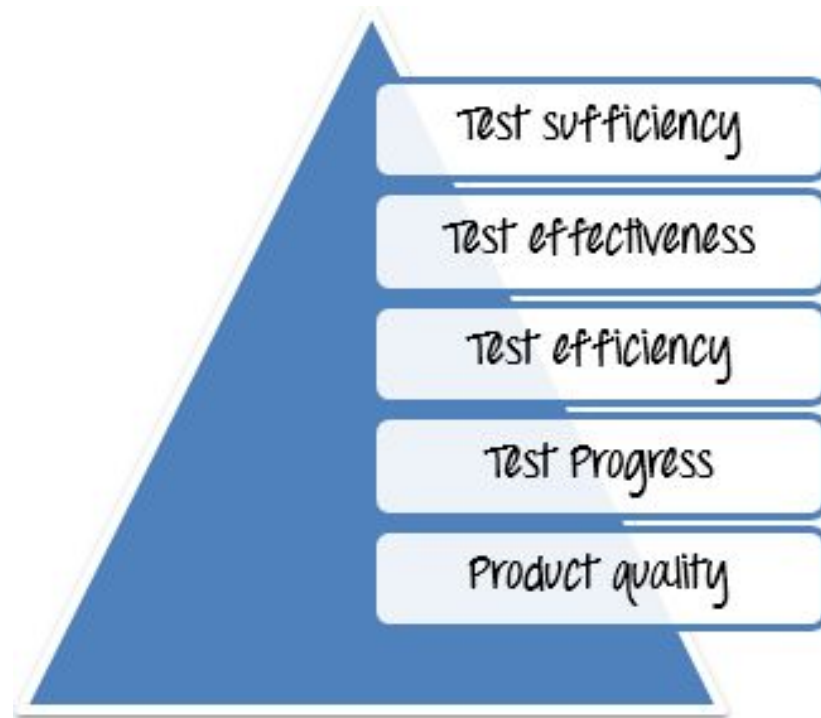 Test sufficiency
Test effectiveness
Test efficiency
Test Progress
Product quality